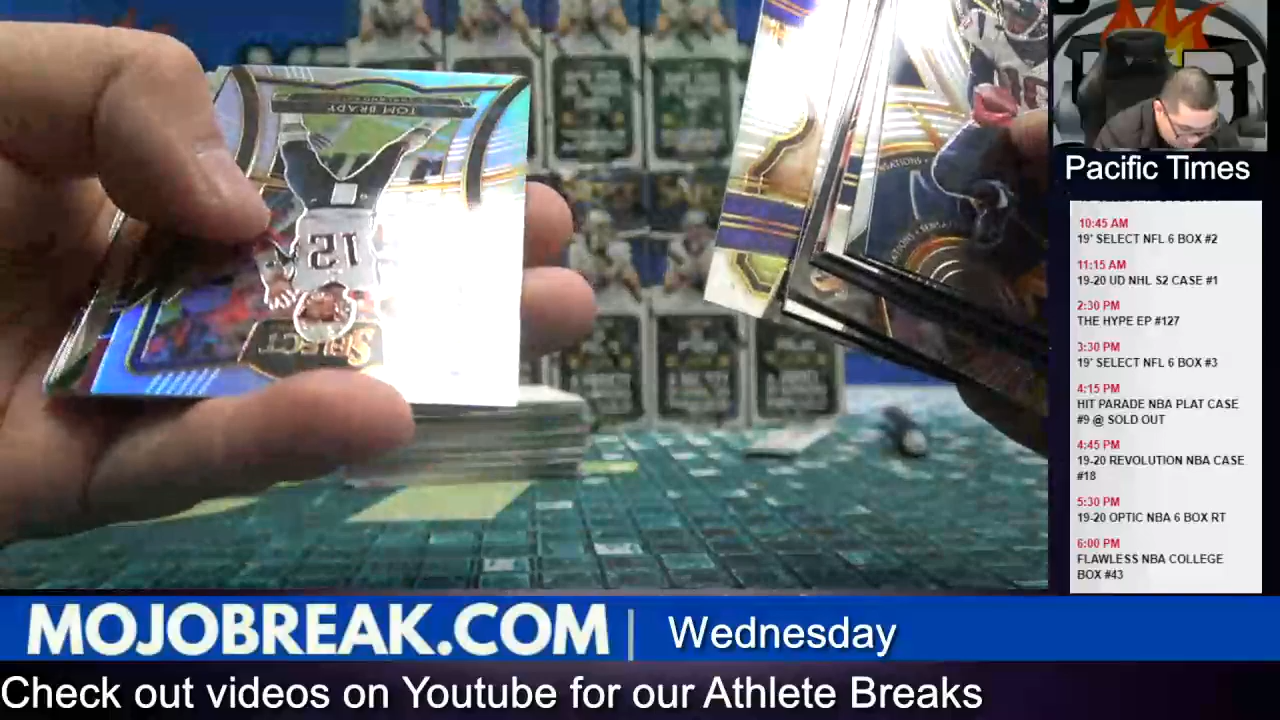 TOM BRADY
12
SELECT
SENSATIONS
Pacific Times
10:45 AM
19' SELECT NFL 6 BOX #2
11:15 AM
19-20 UD NHL S2 CASE #1
2:30 PM
THE HYPE EP #127
3:30 PM
19' SELECT NFL 6 BOX #3
4:15 PM
HIT PARADE NBA PLAT CASE
#9 @ SOLD OUT
4:45 PM
19-20 REVOLUTION NBA CASE
#18
5:30 PM
19-20 OPTIC NBA 6 BOX RT
6:00 PM
FLAWLESS NBA COLLEGE
BOX #43
MOJOBREAK.COM | Wednesday
Check out videos on Youtube for our Athlete Breaks